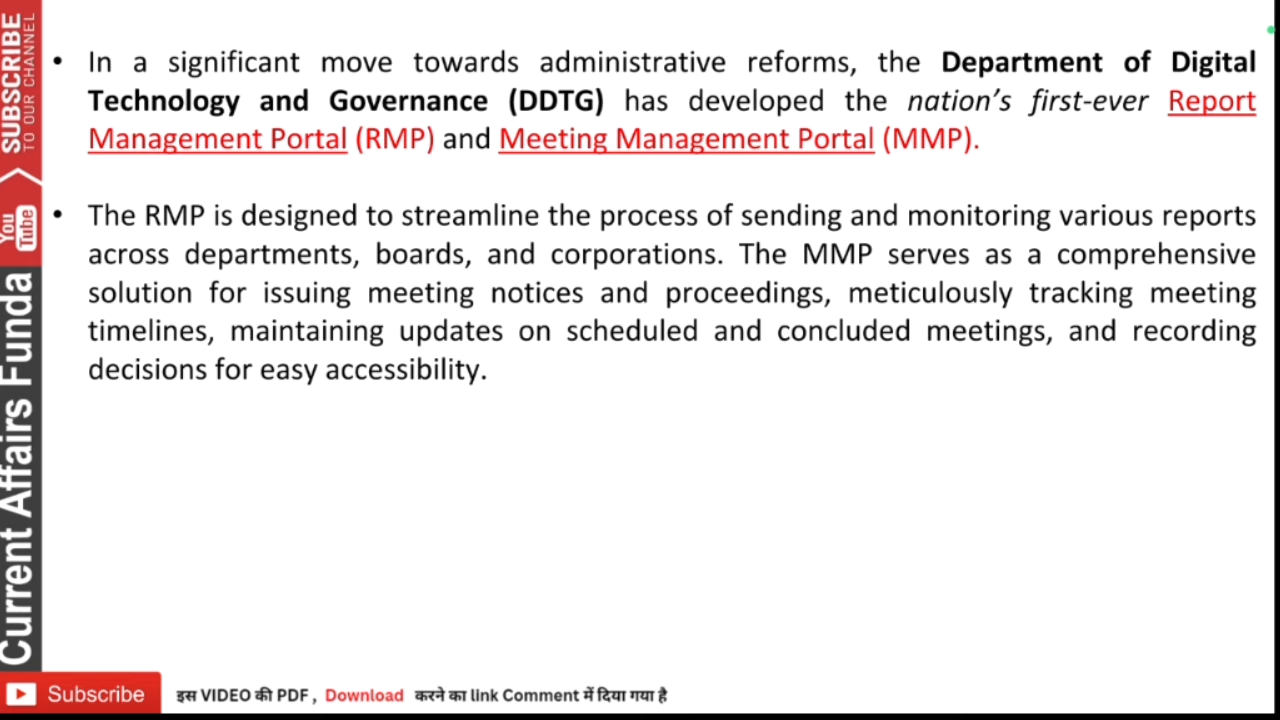 • In a significant move towards administrative reforms, the Department of Digital
Technology and Governance (DDTG) has developed the nation’s first-ever Report
Management Portal (RMP) and Meeting Management Portal (MMP).
• The RMP is designed to streamline the process of sending and monitoring various reports
across departments, boards, and corporations. The MMP serves as a comprehensive
solution for issuing meeting notices and proceedings, meticulously tracking meeting
timelines, maintaining updates on scheduled and concluded meetings, and recording
decisions for easy accessibility.
SUBSCRIBE
TO OUR CHANNEL
You
Tube
Current Affairs Funda
Subscribe
इस VIDEO की PDF , Download करने का link Comment में दिया गया है